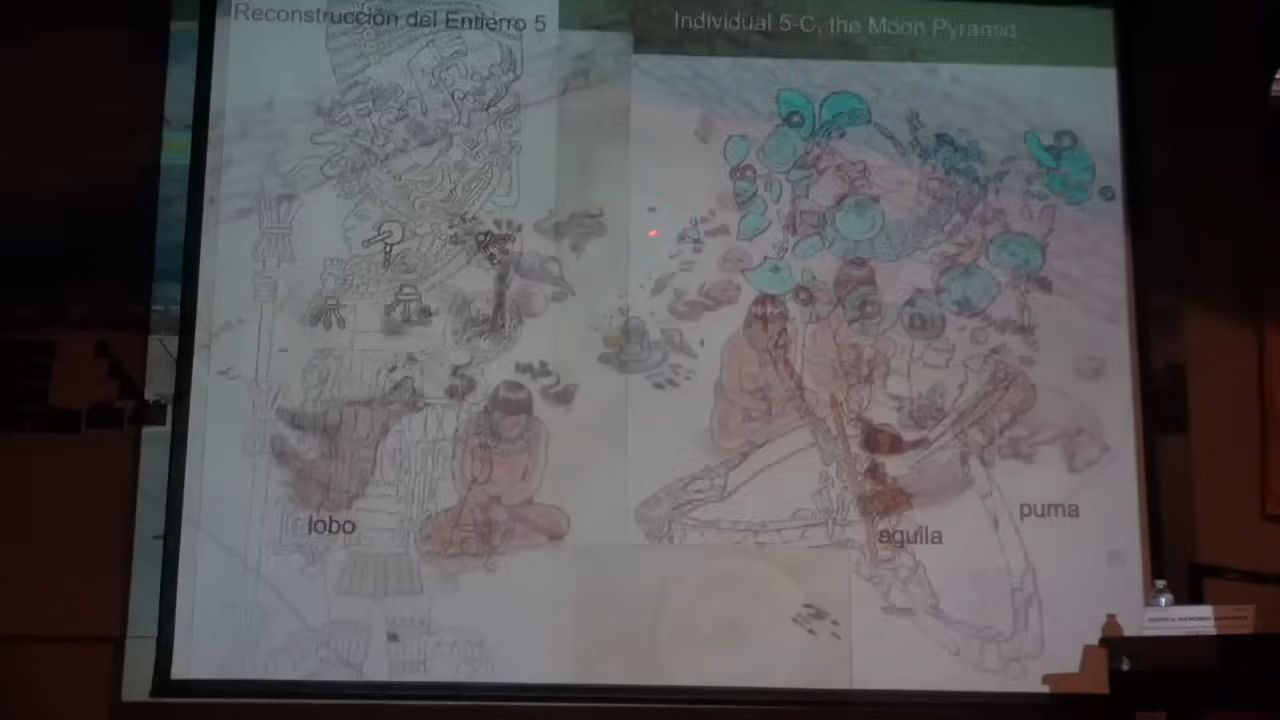 Reconstrucción del Entierro 5
Individual 5-C, the Moon Pyramid
lobo
aguila
puma